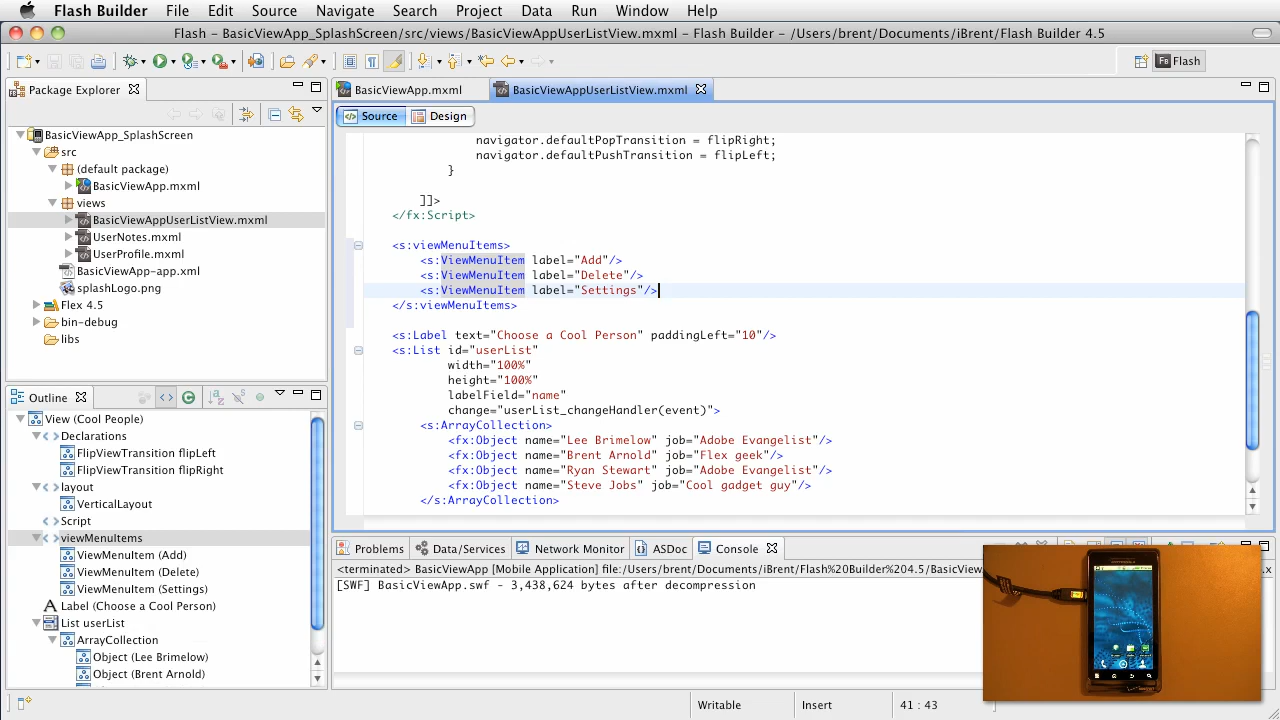 Flash Builder File Edit Source Navigate Search Project Data Run Window Help
Flash – BasicViewApp_SplashScreen/src/views/BasicViewAppUserListView.mxml – Flash Builder – /Users/brent/Documents/iBrent/Flash Builder 4.5
Flash
Package Explorer
BasicViewApp_SplashScreen
src
(default package)
BasicViewApp.mxml
views
BasicViewAppUserListView.mxml
UserNotes.mxml
UserProfile.mxml
BasicViewApp-app.xml
splashLogo.png
Flex 4.5
bin-debug
libs
Outline
View (Cool People)
Declarations
FlipViewTransition flipLeft
FlipViewTransition flipRight
layout
VerticalLayout
Script
viewMenuItems
ViewMenuItem (Add)
ViewMenuItem (Delete)
ViewMenuItem (Settings)
Label (Choose a Cool Person)
List userList
ArrayCollection
Object (Lee Brimelow)
Object (Brent Arnold)
BasicViewApp.mxml BasicViewAppUserListView.mxml
Source Design
navigator.defaultPopTransition = flipRight;
navigator.defaultPushTransition = flipLeft;
}
]]>
</fx:Script>
<s:viewMenuItems>
<s:ViewMenuItem label="Add"/>
<s:ViewMenuItem label="Delete"/>
<s:ViewMenuItem label="Settings"/>
</s:viewMenuItems>
<s:Label text="Choose a Cool Person" paddingLeft="10"/>
<s:List id="userList"
width="100%"
height="100%"
labelField="name"
change="userList_changeHandler(event)">
<s:ArrayCollection>
<fx:Object name="Lee Brimelow" job="Adobe Evangelist"/>
<fx:Object name="Brent Arnold" job="Flex geek"/>
<fx:Object name="Ryan Stewart" job="Adobe Evangelist"/>
<fx:Object name="Steve Jobs" job="Cool gadget guy"/>
</s:ArrayCollection>
Problems Data/Services Network Monitor ASDoc Console
<terminated> BasicViewApp [Mobile Application] file:/Users/brent/Documents/iBrent/Flash%20Builder%204.5/BasicView
[SWF] BasicViewApp.swf - 3,438,624 bytes after decompression
Writable Insert 41 : 43